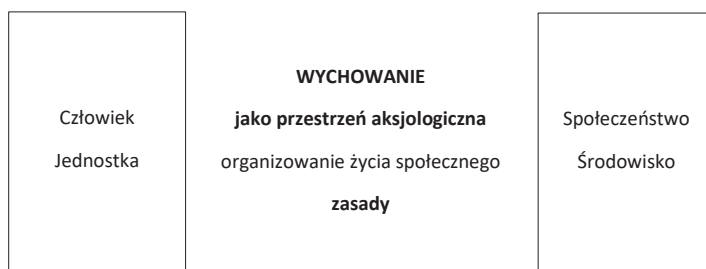 Człowiek
Jednostka
WYCHOWANIE
jako przestrzeń aksjologiczna
organizowanie życia społecznego
zasady
Społeczeństwo
Środowisko